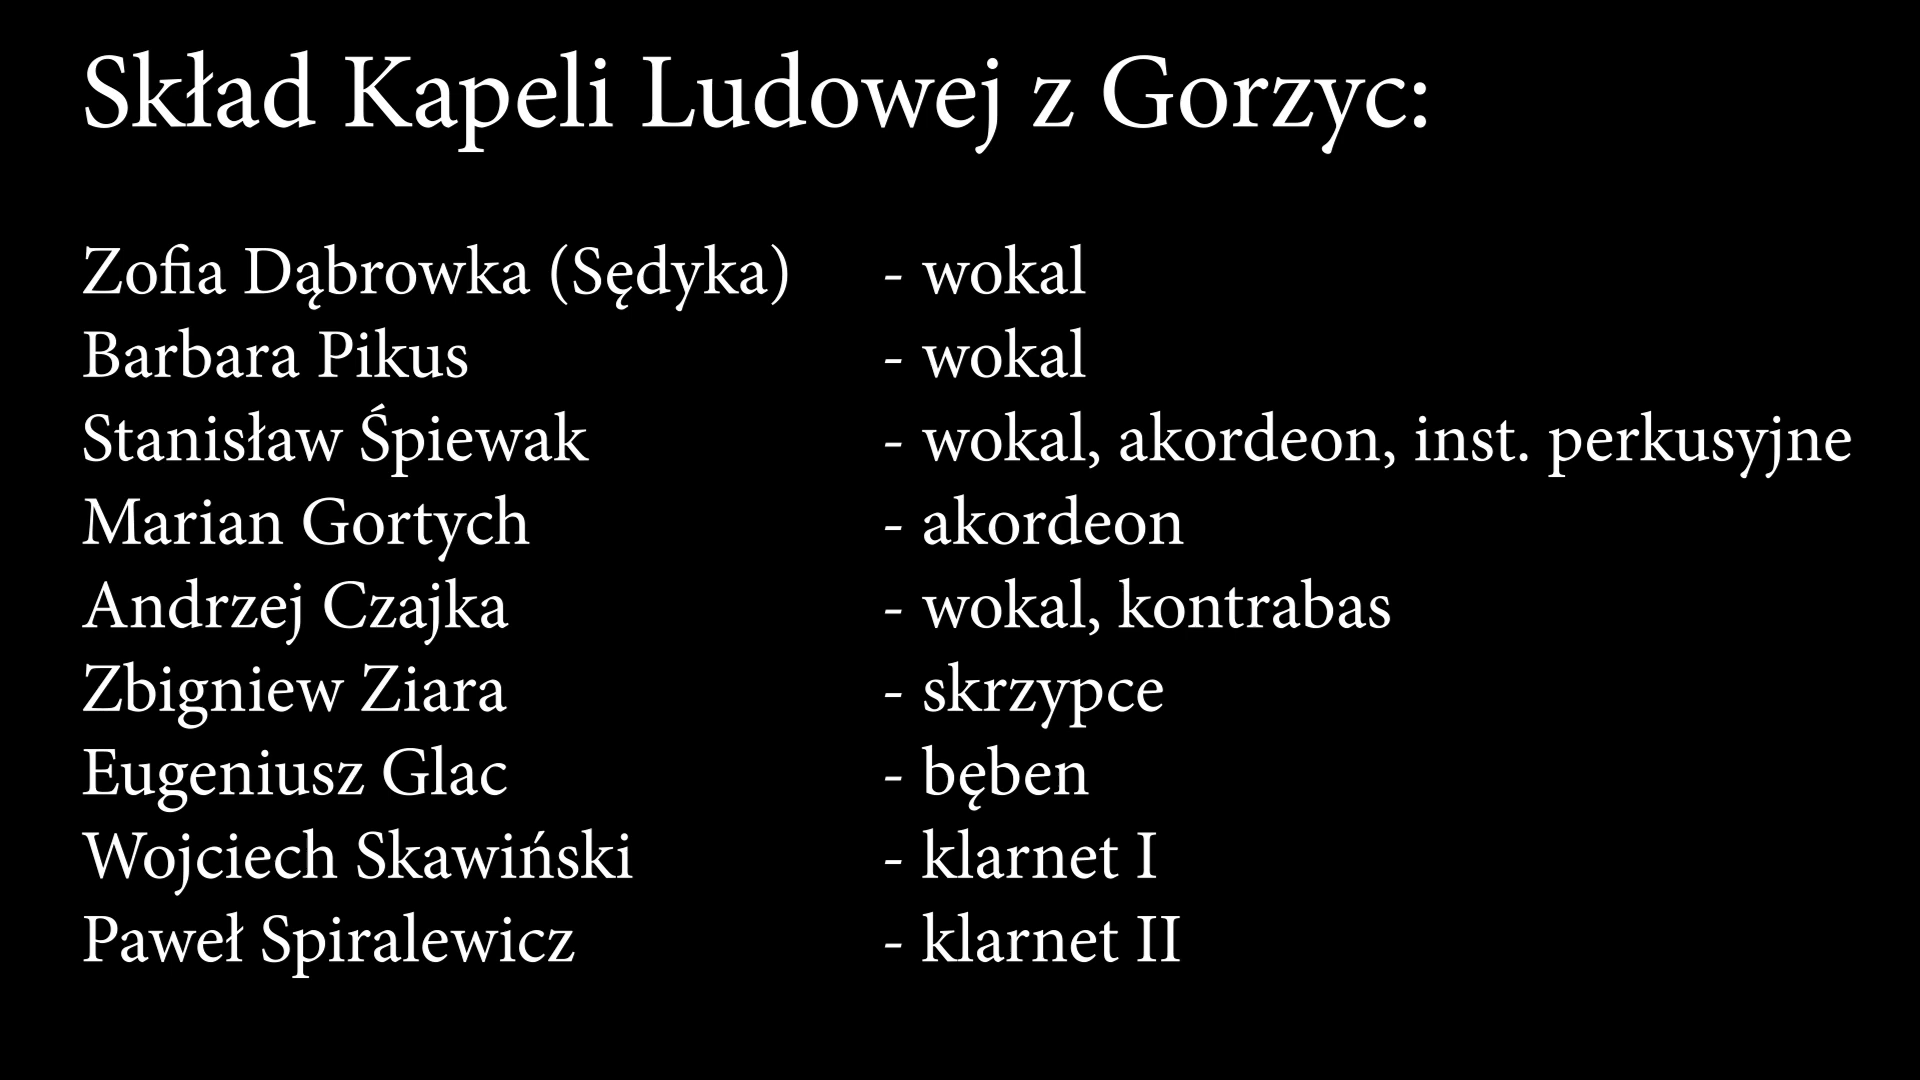 Skład Kapeli Ludowej z Gorzyc:
Zofia Dąbrowka (Sędyka) - wokal
Barbara Pikus - wokal
Stanisław Śpiewak - wokal, akordeon, inst. perkusyjne
Marian Gortych - akordeon
Andrzej Czajka - wokal, kontrabas
Zbigniew Ziara - skrzypce
Eugeniusz Glac - bęben
Wojciech Skawiński - klarnet I
Paweł Spiralewicz - klarnet II